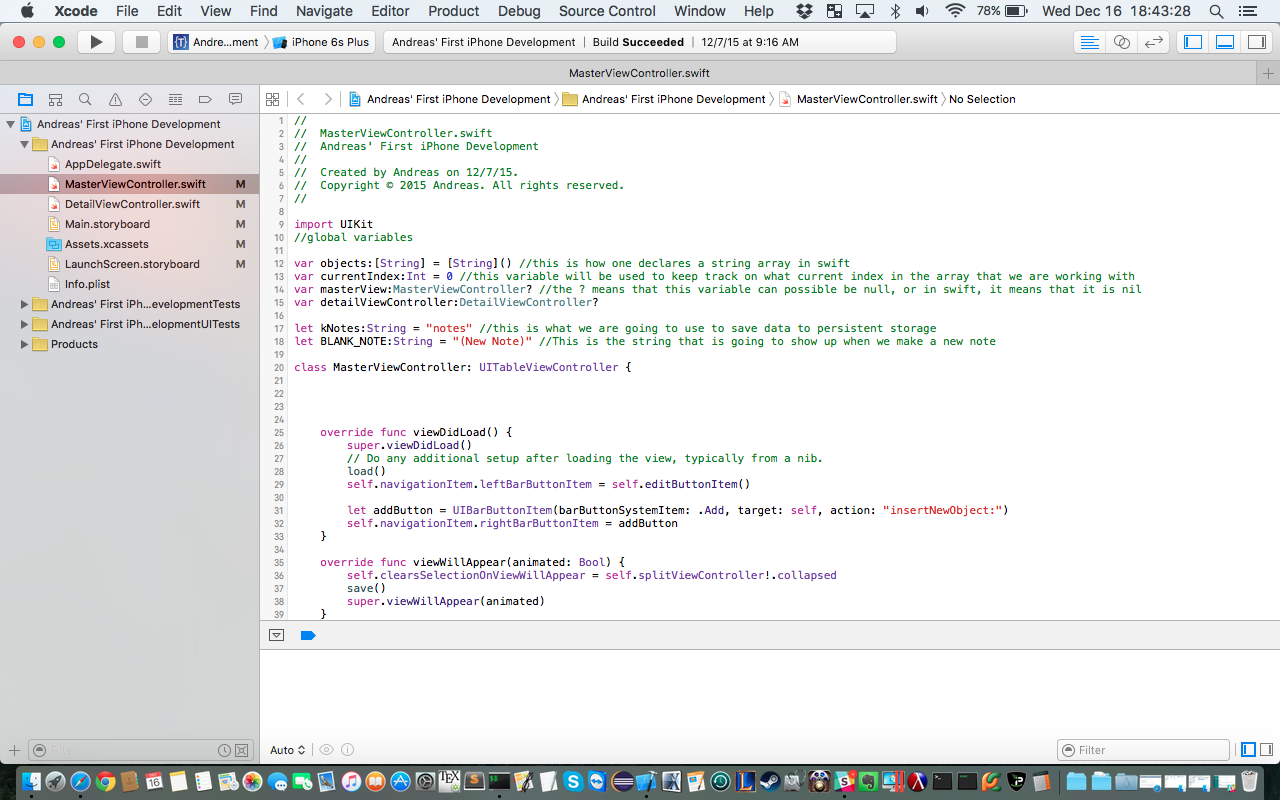 Xcode File Edit View Find Navigate Editor Product Debug Source Control Window Help 78% Wed Dec 16 18:43:28
Andre...ment iPhone 6s Plus Andreas' First iPhone Development | Build Succeeded | 12/7/15 at 9:16 AM
MasterViewController.swift
Andreas' First iPhone Development Andreas' First iPhone Development MasterViewController.swift No Selection
Andreas' First iPhone Development
Andreas' First iPhone Development
AppDelegate.swift
MasterViewController.swift M
DetailViewController.swift M
Main.storyboard M
Assets.xcassets M
LaunchScreen.storyboard M
Info.plist
Andreas' First iPh...evelopmentTests
Andreas' First iPh...elopmentUITests
Products
1 //
2 //  MasterViewController.swift
3 //  Andreas' First iPhone Development
4 //
5 //  Created by Andreas on 12/7/15.
6 //  Copyright © 2015 Andreas. All rights reserved.
7 //
8
9 import UIKit
10 //global variables
11
12 var objects:[String] = [String]() //this is how one declares a string array in swift
13 var currentIndex:Int = 0 //this variable will be used to keep track on what current index in the array that we are working with
14 var masterView:MasterViewController? //the ? means that this variable can possible be null, or in swift, it means that it is nil
15 var detailViewController:DetailViewController?
16
17 let kNotes:String = "notes" //this is what we are going to use to save data to persistent storage
18 let BLANK_NOTE:String = "(New Note)" //This is the string that is going to show up when we make a new note
19
20 class MasterViewController: UITableViewController {
21
22
23
24
25     override func viewDidLoad() {
26         super.viewDidLoad()
27         // Do any additional setup after loading the view, typically from a nib.
28         load()
29         self.navigationItem.leftBarButtonItem = self.editButtonItem()
30
31         let addButton = UIBarButtonItem(barButtonSystemItem: .Add, target: self, action: "insertNewObject:")
32         self.navigationItem.rightBarButtonItem = addButton
33     }
34
35     override func viewWillAppear(animated: Bool) {
36         self.clearsSelectionOnViewWillAppear = self.splitViewController!.collapsed
37         save()
38         super.viewWillAppear(animated)
39     }
Auto
Filter
16